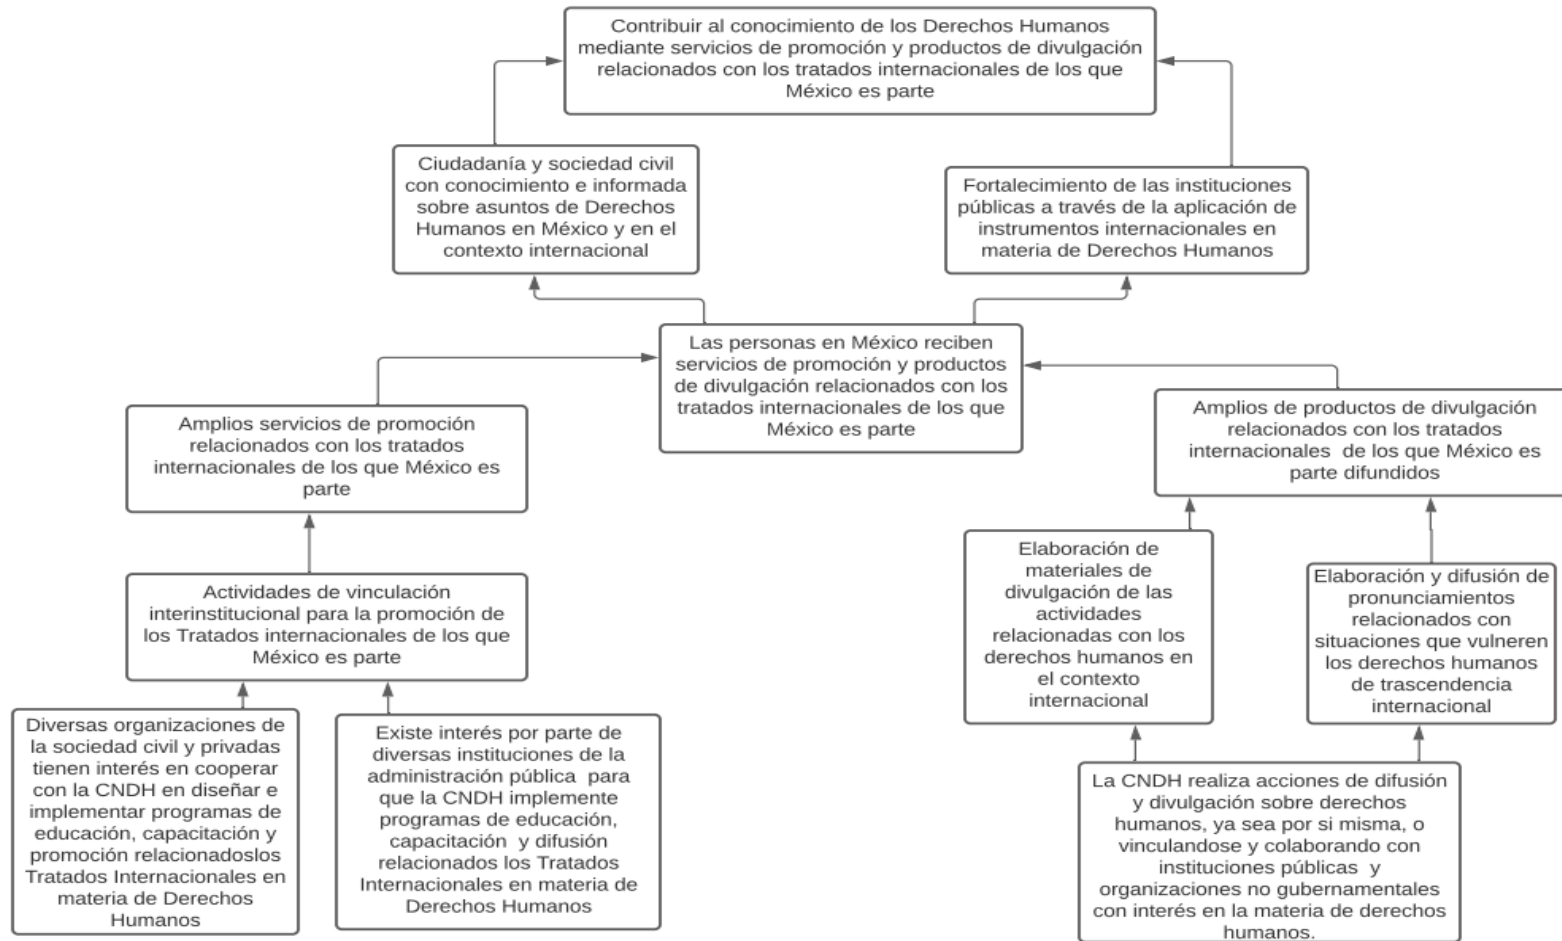 Contribuir al conocimiento de los Derechos Humanos
mediante servicios de promoción y productos de divulgación
relacionados con los tratados internacionales de los que
México es parte
Ciudadanía y sociedad civil
con conocimiento e informada
sobre asuntos de Derechos
Humanos en México y en el
contexto internacional
Fortalecimiento de las instituciones
públicas a través de la aplicación de
instrumentos internacionales en
materia de Derechos Humanos
Las personas en México reciben
servicios de promoción y productos
de divulgación relacionados con los
tratados internacionales de los que
México es parte
Amplios servicios de promoción
relacionados con los tratados
internacionales de los que México es
parte
Amplios de productos de divulgación
relacionados con los tratados
internacionales de los que México es
parte difundidos
Actividades de vinculación
interinstitucional para la promoción de
los Tratados internacionales de los que
México es parte
Elaboración de
materiales de
divulgación de las
actividades
relacionadas con los
derechos humanos en
el contexto
internacional
Elaboración y difusión de
pronunciamientos
relacionados con
situaciones que vulneren
los derechos humanos
de trascendencia
internacional
Diversas organizaciones de
la sociedad civil y privadas
tienen interés en cooperar
con la CNDH en diseñar e
implementar programas de
educación, capacitación y
promoción relacionadoslos
Tratados Internacionales en
materia de Derechos
Humanos
Existe interés por parte de
diversas instituciones de la
administración pública para
que la CNDH implemente
programas de educación,
capacitación y difusión
relacionados los Tratados
Internacionales en materia de
Derechos Humanos
La CNDH realiza acciones de difusión
y divulgación sobre derechos
humanos, ya sea por si misma, o
vinculandose y colaborando con
instituciones públicas y
organizaciones no gubernamentales
con interés en la materia de derechos
humanos.